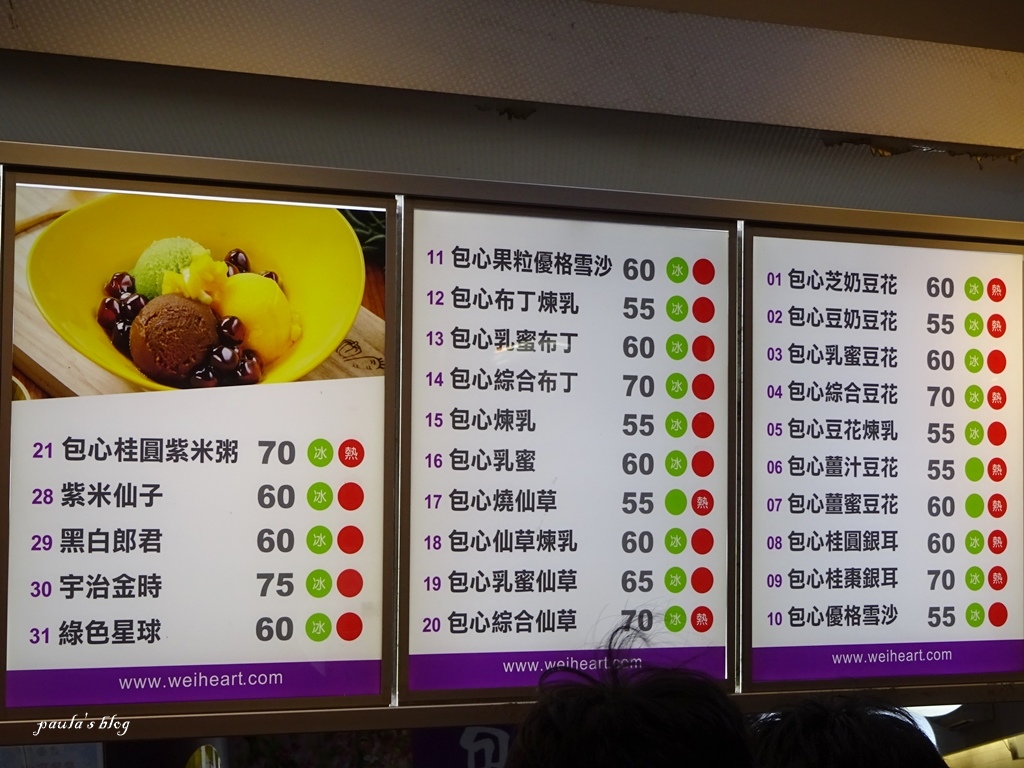 21 包心桂圓紫米粥 70 冰 熱
28 紫米仙子 60 冰
29 黑白郎君 60 冰
30 宇治金時 75 冰
31 綠色星球 60 冰
www.weiheart.com
11 包心果粒優格雪沙 60 冰
12 包心布丁煉乳 55 冰
13 包心乳蜜布丁 60 冰
14 包心綜合布丁 70 冰
15 包心煉乳 55 冰
16 包心乳蜜 60 冰
17 包心燒仙草 55 熱
18 包心仙草煉乳 60 冰
19 包心乳蜜仙草 65 冰
20 包心綜合仙草 70 冰 熱
www.weiheart.com
01 包心芝奶豆花 60 冰 熱
02 包心豆奶豆花 55 冰 熱
03 包心乳蜜豆花 60 冰
04 包心綜合豆花 70 冰 熱
05 包心豆花煉乳 55 冰
06 包心薑汁豆花 55 熱
07 包心薑蜜豆花 60 熱
08 包心桂圓銀耳 60 冰 熱
09 包心桂棗銀耳 70 冰 熱
10 包心優格雪沙 55 冰
www.weiheart.com
paula's blog